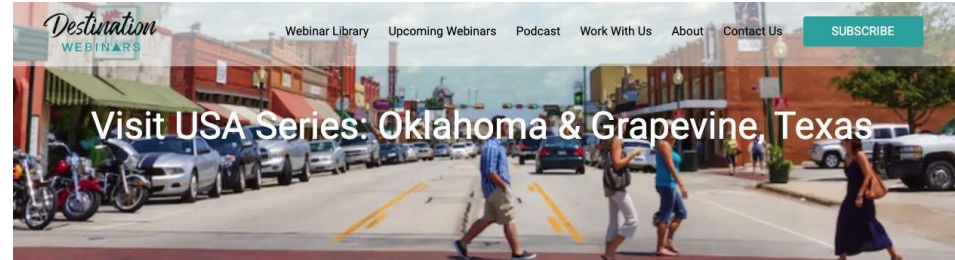 Destination
WEBINARS
Webinar Library Upcoming Webinars Podcast Work With Us About Contact Us SUBSCRIBE
Visit USA Series: Oklahoma & Grapevine, Texas